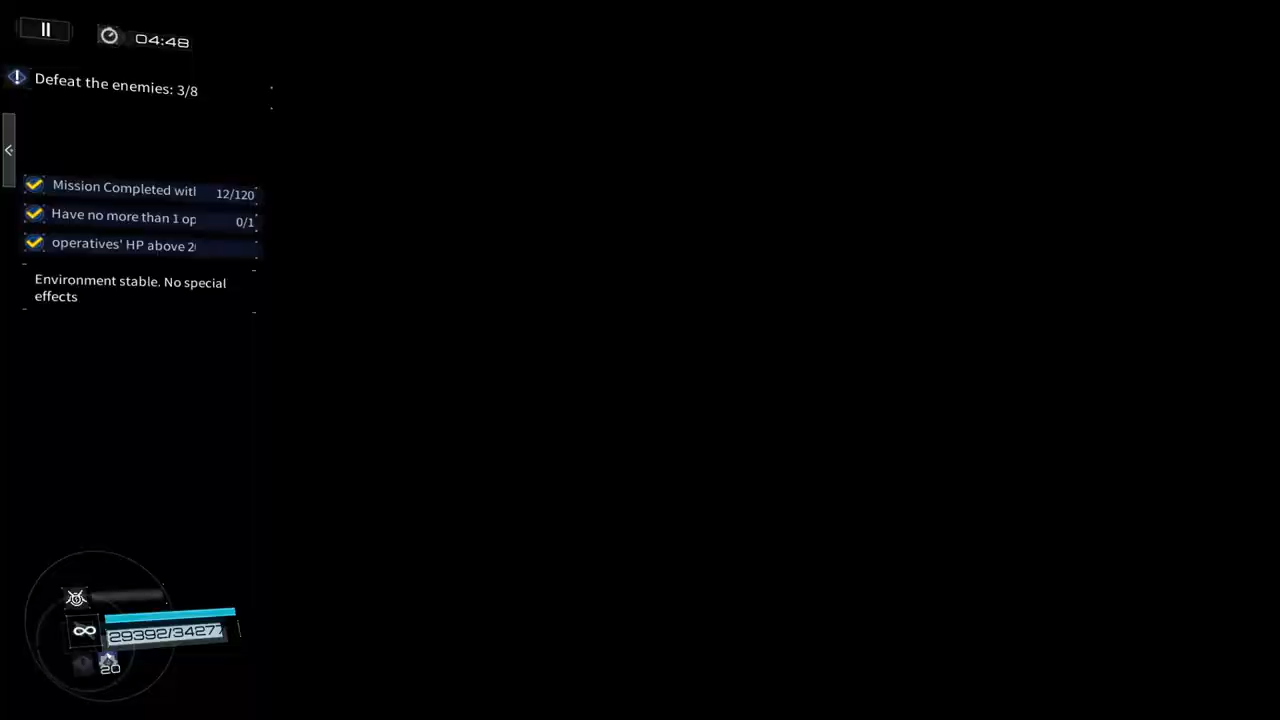 04:48
Defeat the enemies: 3/8
Mission Completed with 12/120
Have no more than 1 op 0/1
operatives' HP above 2
Environment stable. No special
effects
29392/34277
20